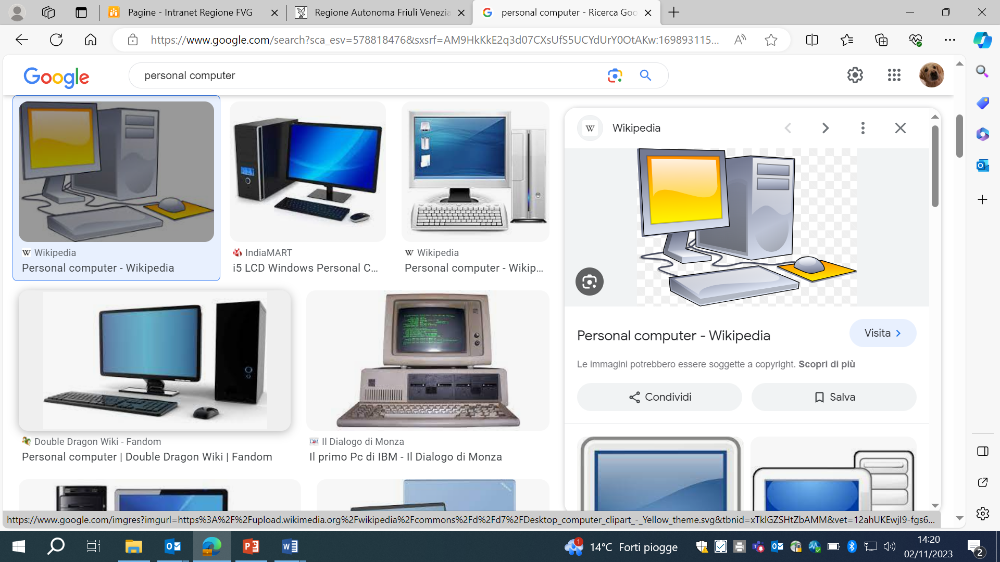 Pagine - Intranet Regione FVG
Regione Autonoma Friuli Venezia
personal computer - Ricerca Goo
https://www.google.com/search?sca_esv=578818476&sxsrf=AM9HkKkE2q3d07CXsUfS5UCYdUrY0OtAKw:169893115...
Google
personal computer
Wikipedia
Personal computer - Wikipedia
IndiaMART
i5 LCD Windows Personal C...
Wikipedia
Personal computer - Wikip...
Double Dragon Wiki - Fandom
Personal computer | Double Dragon Wiki | Fandom
Il Dialogo di Monza
Il primo Pc di IBM - Il Dialogo di Monza
Wikipedia
Personal computer - Wikipedia
Visita
Le immagini potrebbero essere soggette a copyright. Scopri di più
Condividi
Salva
https://www.google.com/imgres?imgurl=https%3A%2F%2Fupload.wikimedia.org%2Fwikipedia%2Fcommons%2Fd%2Fd7%2FDesktop_computer_clipart_-_Yellow_theme.svg&tbnid=xTklGZSHtZbAMM&vet=12ahUKEwjI9-fgs6...
1
14°C Forti piogge
14:20
02/11/2023
2